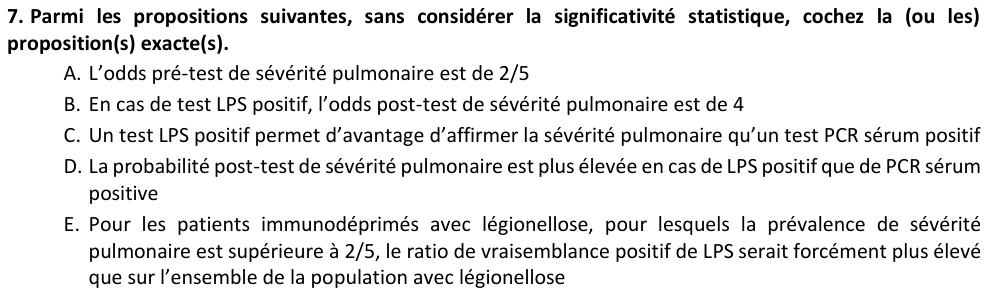 7. Parmi les propositions suivantes, sans considérer la significativité statistique, cochez la (ou les)
proposition(s) exacte(s).
A. L’odds pré-test de sévérité pulmonaire est de 2/5
B. En cas de test LPS positif, l’odds post-test de sévérité pulmonaire est de 4
C. Un test LPS positif permet d’avantage d’affirmer la sévérité pulmonaire qu’un test PCR sérum positif
D. La probabilité post-test de sévérité pulmonaire est plus élevée en cas de LPS positif que de PCR sérum
positive
E. Pour les patients immunodéprimés avec légionellose, pour lesquels la prévalence de sévérité
pulmonaire est supérieure à 2/5, le ratio de vraisemblance positif de LPS serait forcément plus élevé
que sur l’ensemble de la population avec légionellose